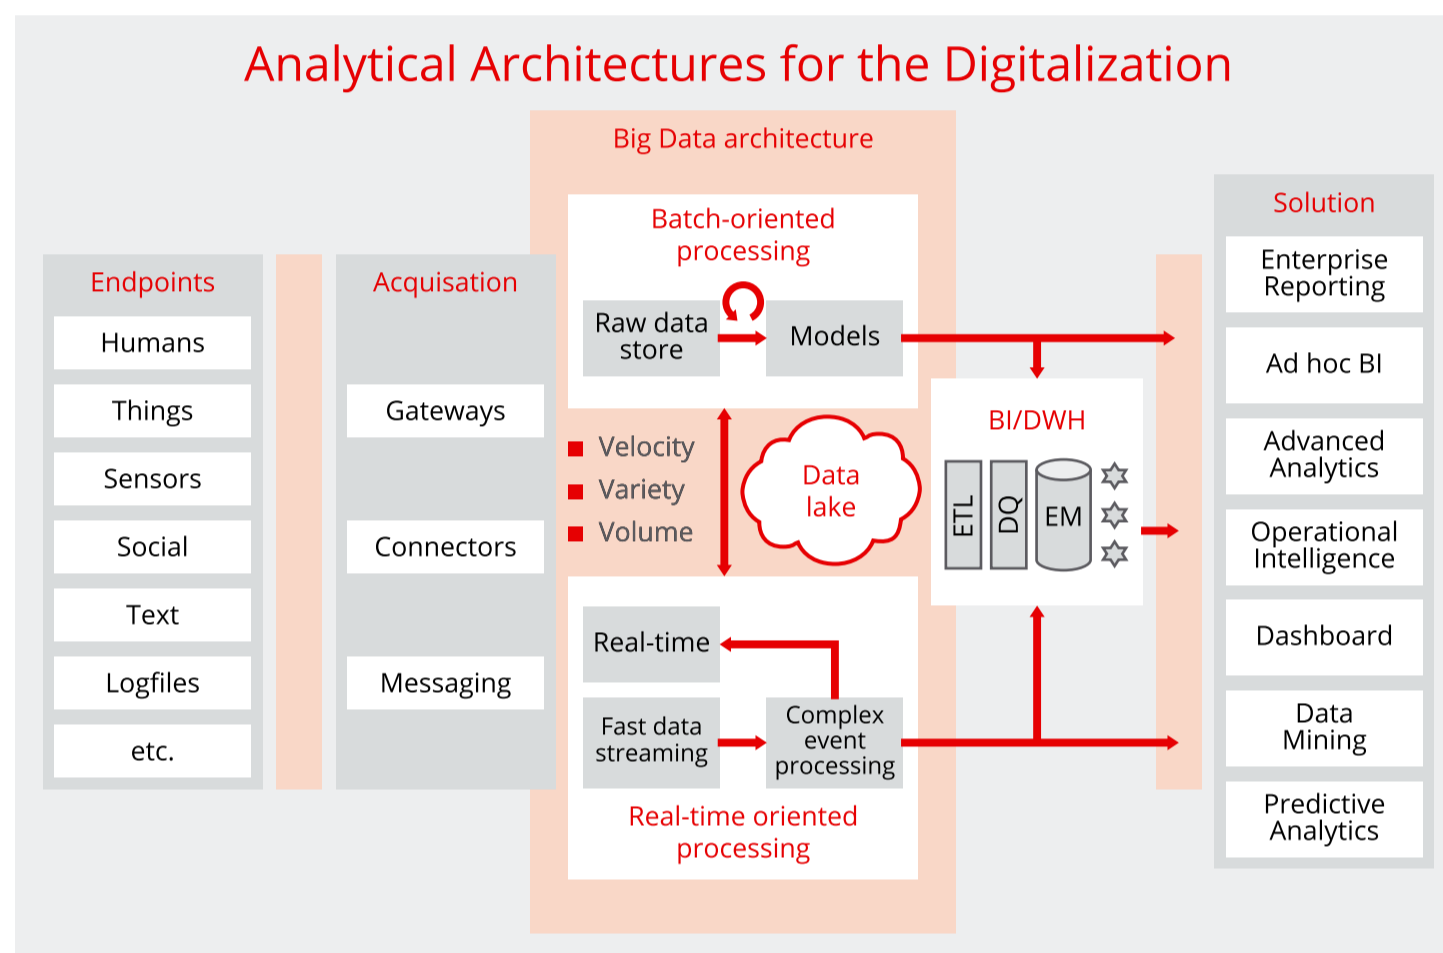 Analytical Architectures for the Digitalization
Endpoints
Humans
Things
Sensors
Social
Text
Logfiles
etc.
Acquisation
Gateways
Connectors
Messaging
Big Data architecture
Batch-oriented
processing
Raw data
store
Models
Velocity
Variety
Volume
Data
lake
Real-time
Fast data
streaming
Complex
event
processing
Real-time oriented
processing
BI/DWH
ETL
DQ
EM
Solution
Enterprise
Reporting
Ad hoc BI
Advanced
Analytics
Operational
Intelligence
Dashboard
Data
Mining
Predictive
Analytics